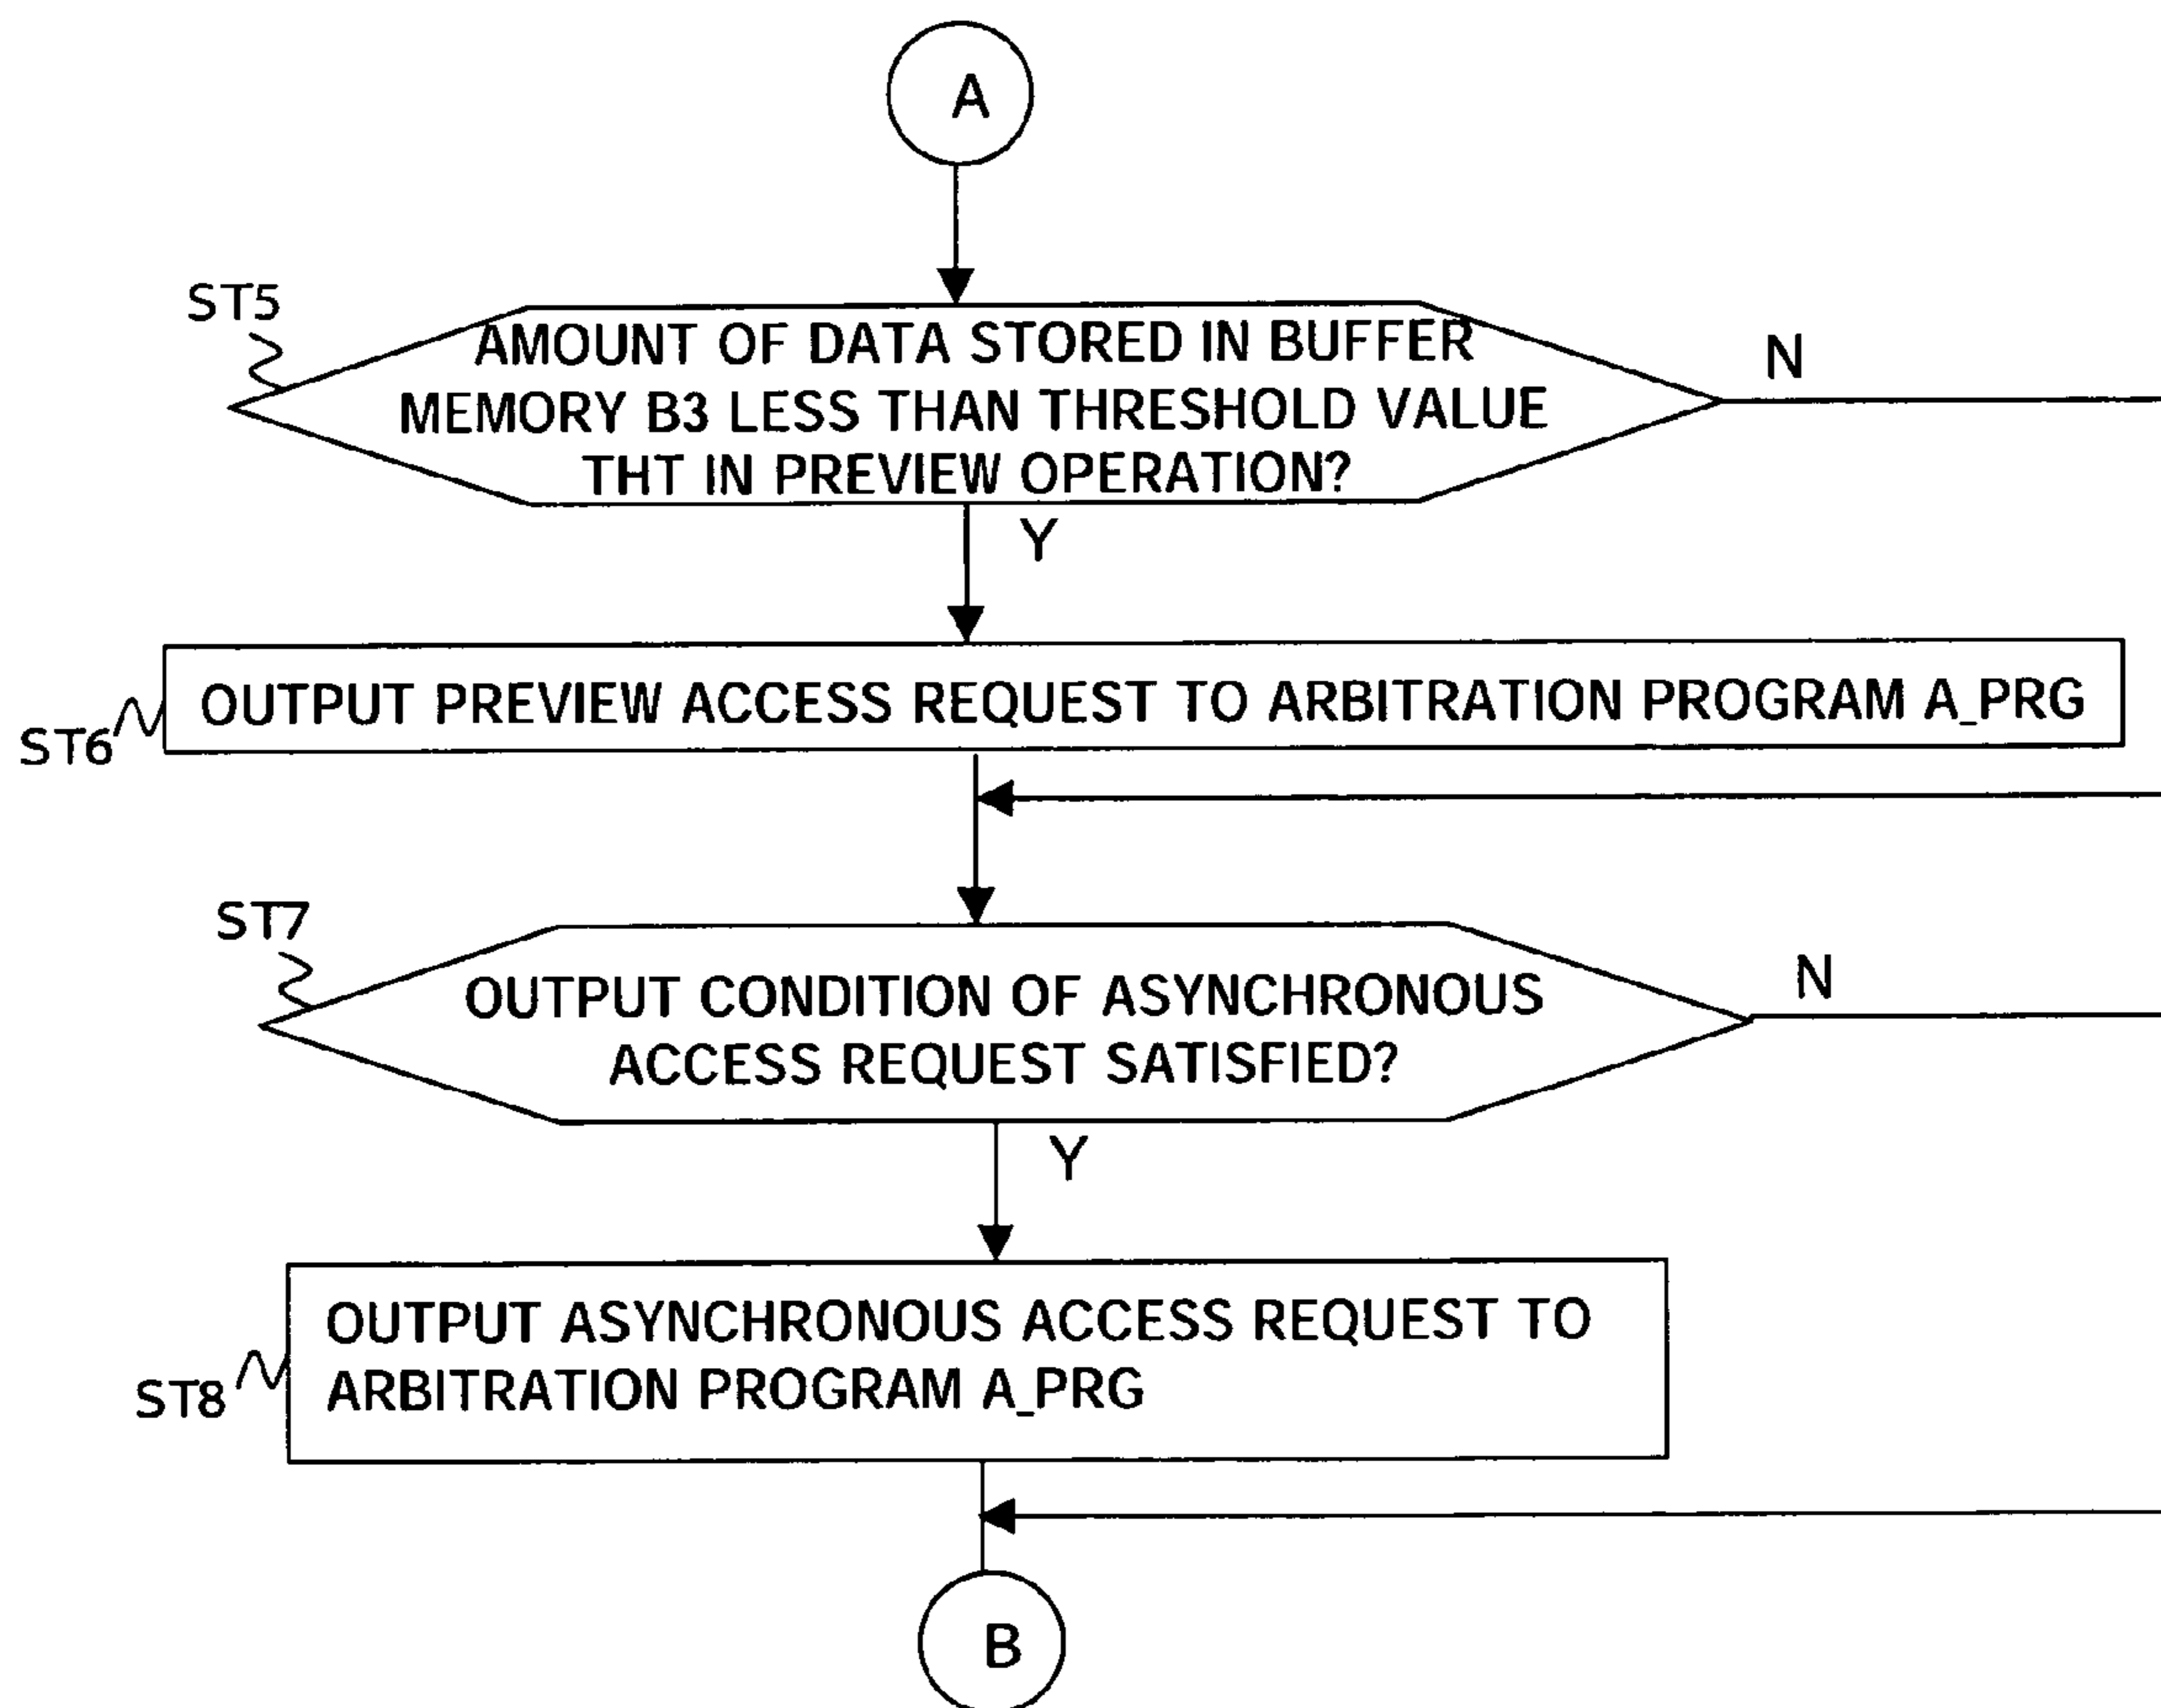 A
ST5
AMOUNT OF DATA STORED IN BUFFER
MEMORY B3 LESS THAN THRESHOLD VALUE
THT IN PREVIEW OPERATION?
N
Y
OUTPUT PREVIEW ACCESS REQUEST TO ARBITRATION PROGRAM A_PRG
ST6
ST7
OUTPUT CONDITION OF ASYNCHRONOUS
ACCESS REQUEST SATISFIED?
N
Y
OUTPUT ASYNCHRONOUS ACCESS REQUEST TO
ARBITRATION PROGRAM A_PRG
ST8
B